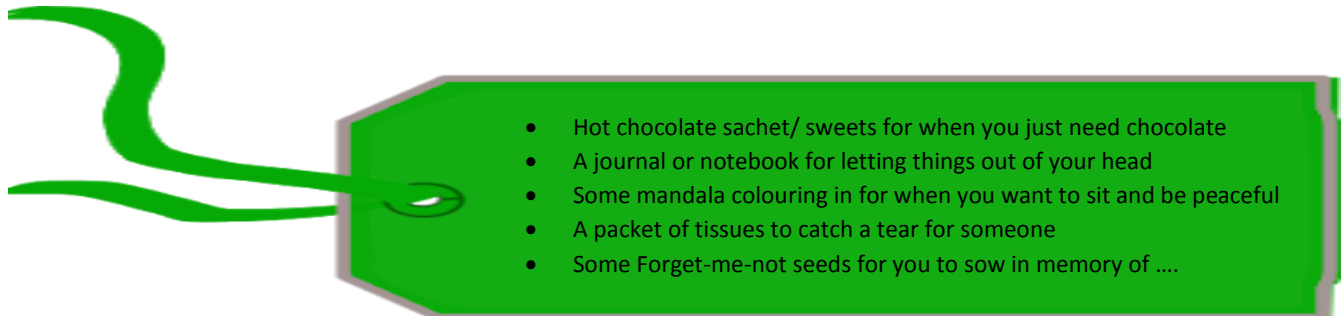 • Hot chocolate sachet/ sweets for when you just need chocolate
• A journal or notebook for letting things out of your head
• Some mandala colouring in for when you want to sit and be peaceful
• A packet of tissues to catch a tear for someone
• Some Forget-me-not seeds for you to sow in memory of ....